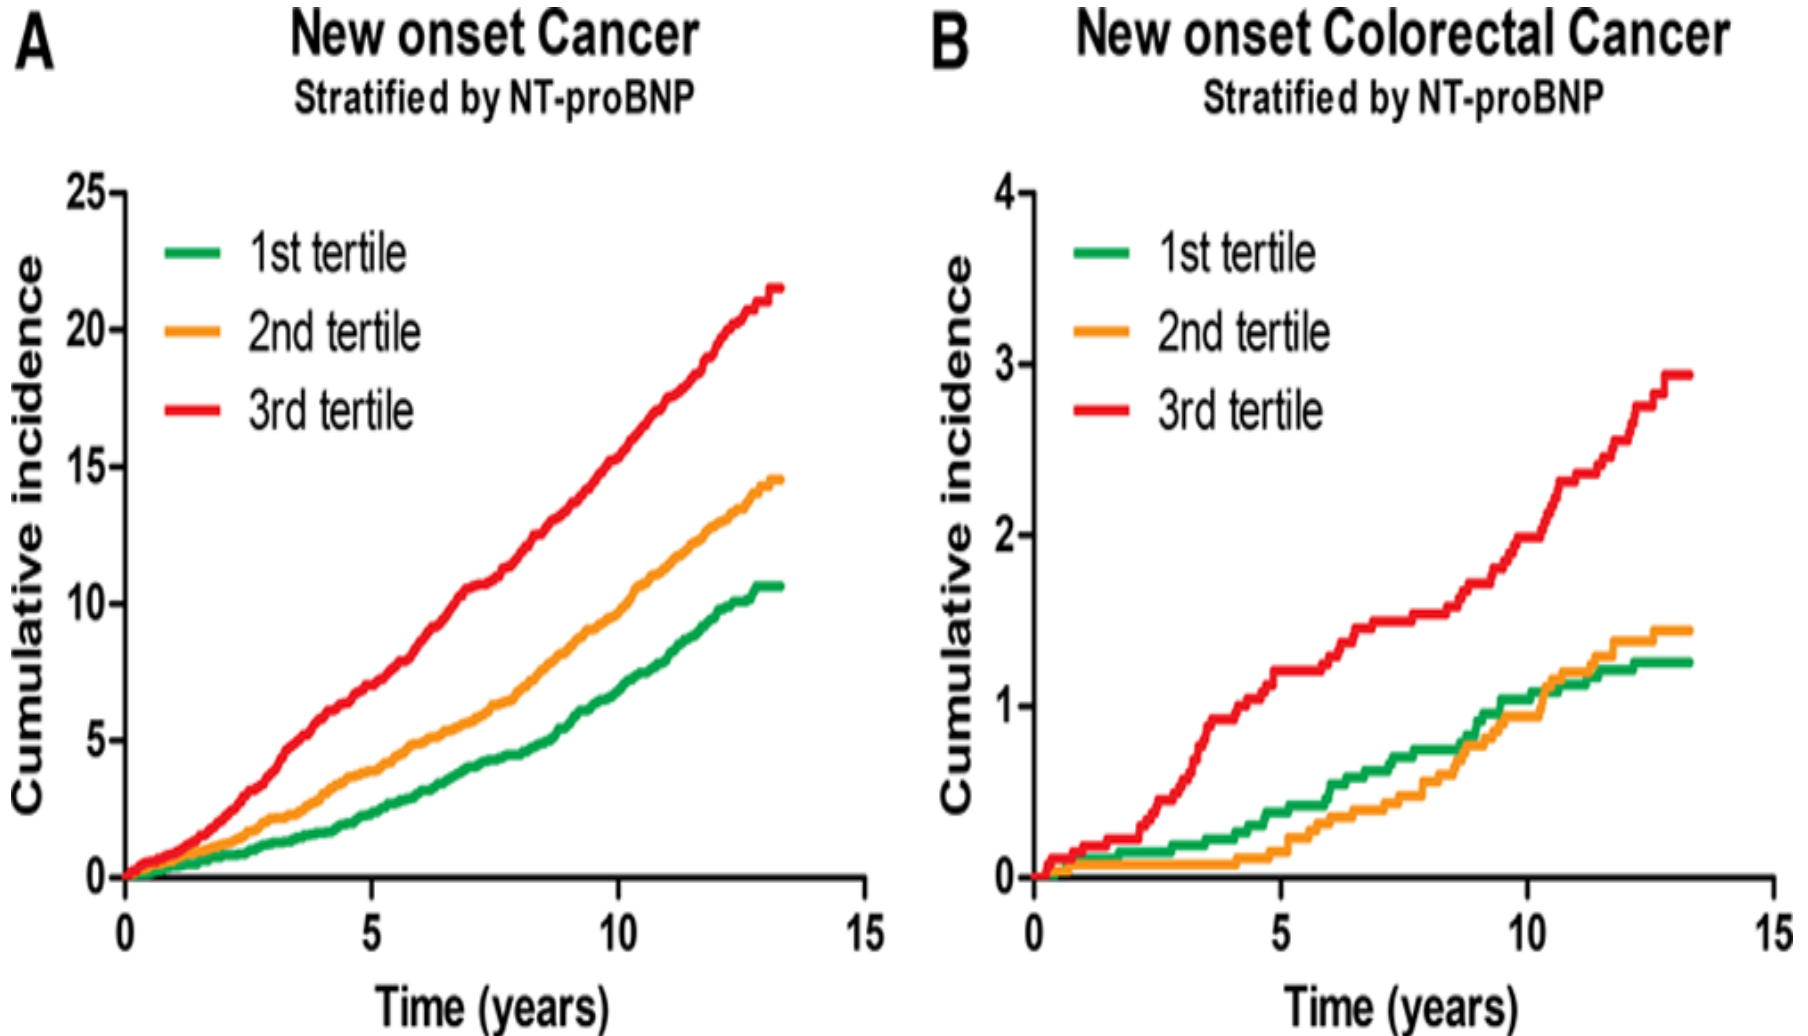 A
New onset Cancer
Stratified by NT-proBNP
25
20
15
10
5
0
0 5 10 15
1st tertile
2nd tertile
3rd tertile
Cumulative incidence
Time (years)
B
New onset Colorectal Cancer
Stratified by NT-proBNP
4
3
2
1
0
0 5 10 15
1st tertile
2nd tertile
3rd tertile
Cumulative incidence
Time (years)